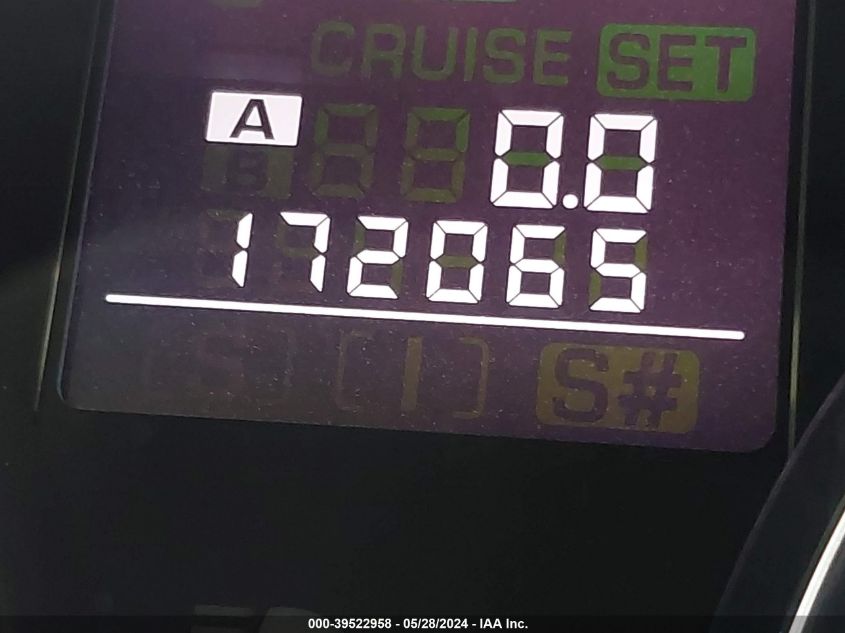 CRUISE SET
A 0.0
B
172065
[S] [I] S#
000-39522958 - 05/28/2024 - IAA Inc.